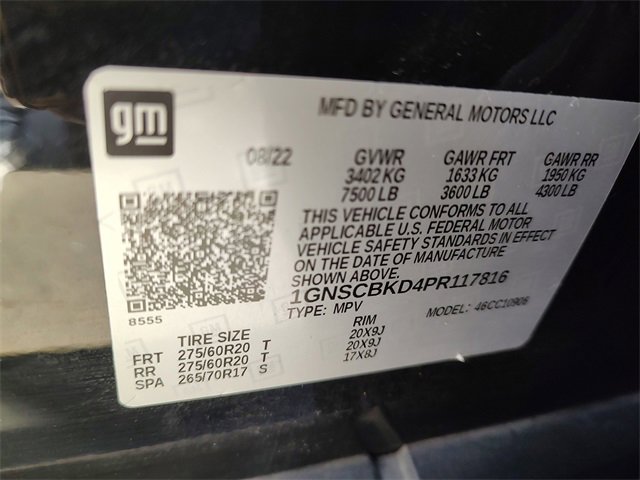 gm
MFD BY GENERAL MOTORS LLC
08/22 GVWR GAWR FRT GAWR RR
3402 KG 1633 KG 1950 KG
7500 LB 3600 LB 4300 LB
THIS VEHICLE CONFORMS TO ALL
APPLICABLE U.S. FEDERAL MOTOR
VEHICLE SAFETY STANDARDS IN EFFECT
ON THE DATE OF MANUFACTURE
SHOWN ABOVE.
1GNSCBKD4PR117816
TYPE: MPV MODEL: 46CC10906
8555
TIRE SIZE RIM
FRT 275/60R20 T 20X9J
RR 275/60R20 T 20X9J
SPA 265/70R17 S 17X8J